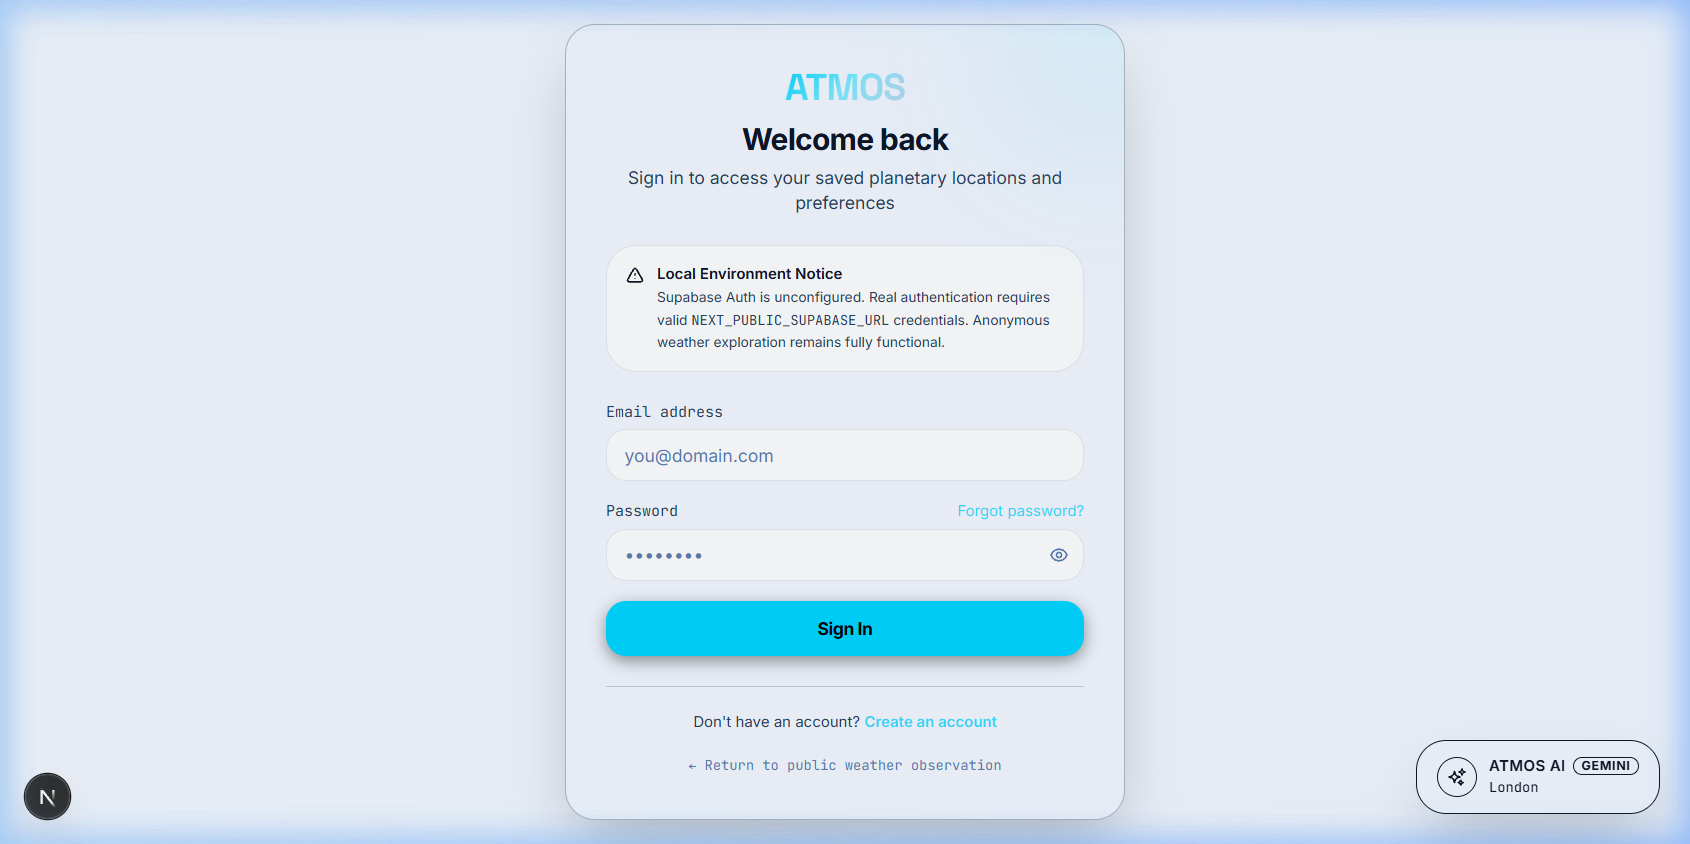 ATMOS
Welcome back
Sign in to access your saved planetary locations and
preferences
Local Environment Notice
Supabase Auth is unconfigured. Real authentication requires
valid NEXT_PUBLIC_SUPABASE_URL credentials. Anonymous
weather exploration remains fully functional.
Email address
you@domain.com
Password
Forgot password?
••••••••
Sign In
Don't have an account? Create an account
← Return to public weather observation
N
ATMOS AI GEMINI
London